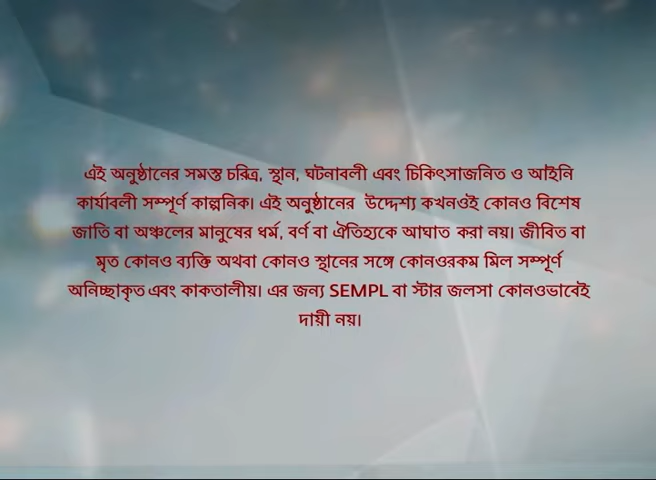 এই অনুষ্ঠানের সমস্ত চরিত্র, স্থান, ঘটনাবলী এবং চিকিৎসাজনিত ও আইনি
কার্যাবলী সম্পূর্ণ কাল্পনিক। এই অনুষ্ঠানের উদ্দেশ্য কখনওই কোনও বিশেষ
জাতি বা অঞ্চলের মানুষের ধর্ম, বর্ণ বা ঐতিহ্যকে আঘাত করা নয়। জীবিত বা
মৃত কোনও ব্যক্তি অথবা কোনও স্থানের সঙ্গে কোনওরকম মিল সম্পূর্ণ
অনিচ্ছাকৃত এবং কাকতালীয়। এর জন্য SEMPL বা স্টার জলসা কোনওভাবেই
দায়ী নয়।